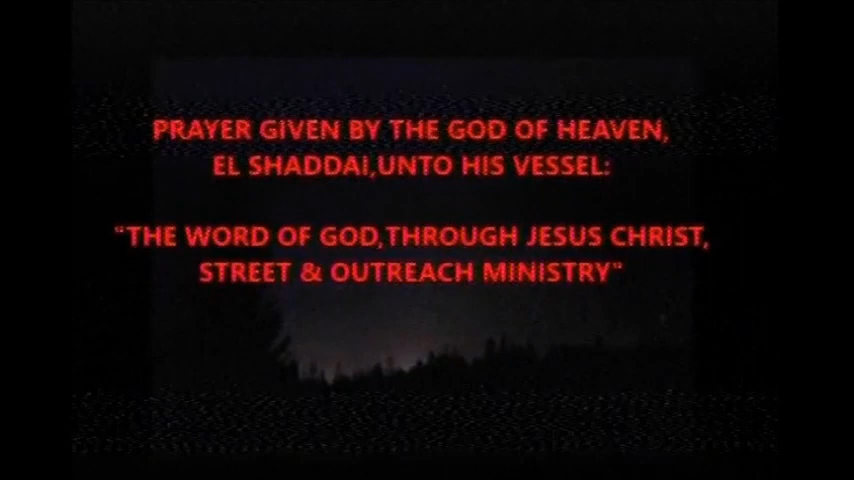 PRAYER GIVEN BY THE GOD OF HEAVEN,
EL SHADDAI,UNTO HIS VESSEL:
"THE WORD OF GOD,THROUGH JESUS CHRIST,
STREET & OUTREACH MINISTRY"